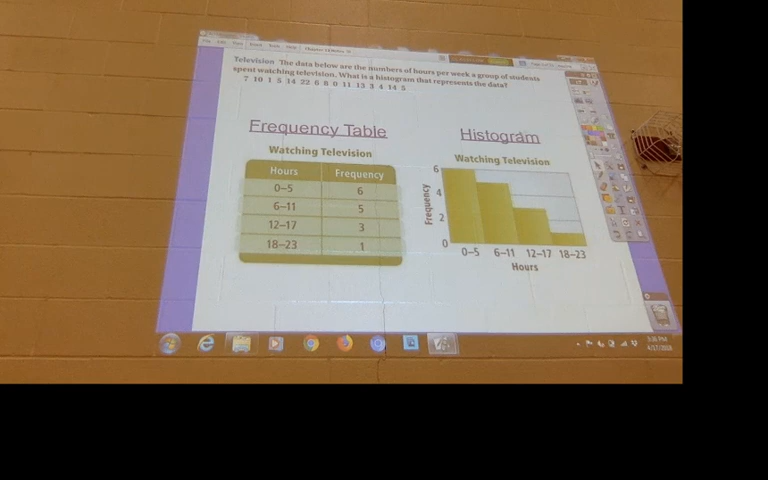 Television The data below are the numbers of hours per week a group of students
spent watching television. What is a histogram that represents the data?
7 10 1 5 14 22 6 8 0 11 13 3 4 14 5
Frequency Table
Histogram
Watching Television
Hours Frequency
0–5 6
6–11 5
12–17 3
18–23 1
Watching Television
Frequency
6
4
2
0
0–5 6–11 12–17 18–23
Hours
5:36 PM